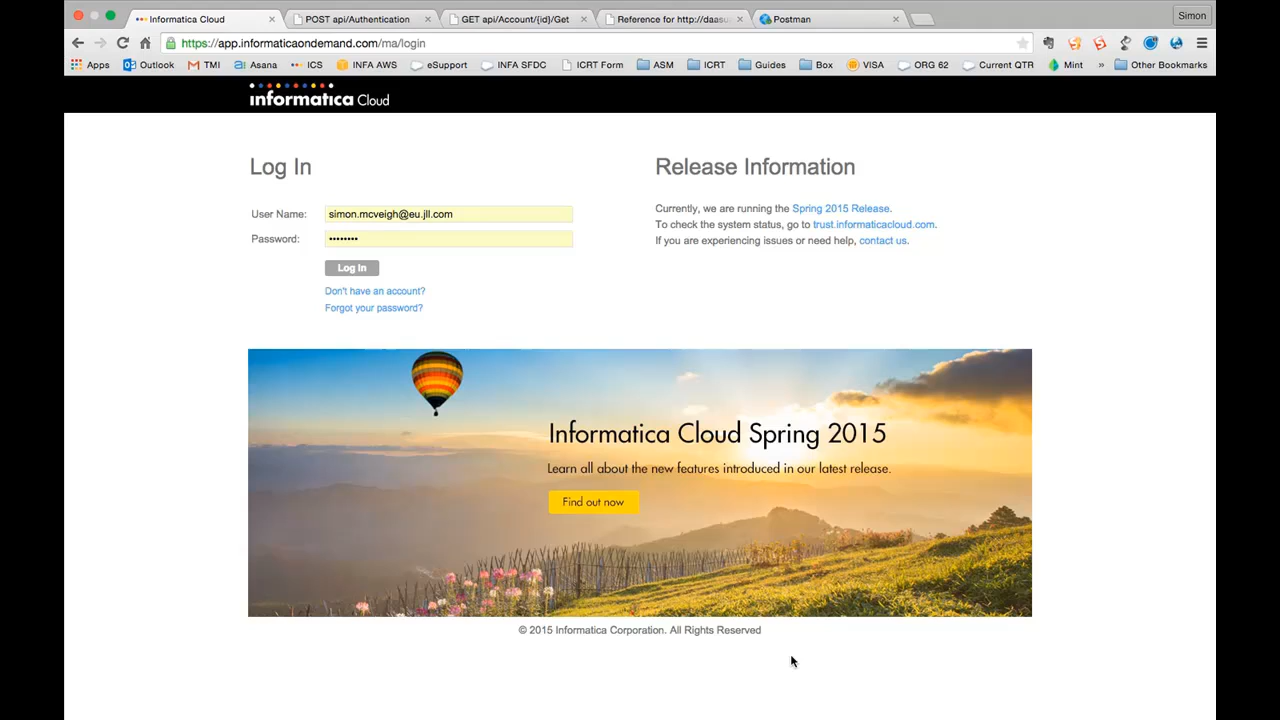 Informatica Cloud
POST api/Authentication
GET api/Account/{id}/Get
Reference for http://daasu
Postman
Simon
https://app.informaticaondemand.com/ma/login
Apps
Outlook
TMI
Asana
ICS
INFA AWS
eSupport
INFA SFDC
ICRT Form
ASM
ICRT
Guides
Box
VISA
ORG 62
Current QTR
Mint
»
Other Bookmarks
informatica Cloud
Log In
User Name: simon.mcveigh@eu.jll.com
Password: ••••••••
Log In
Don't have an account?
Forgot your password?
Release Information
Currently, we are running the Spring 2015 Release.
To check the system status, go to trust.informaticacloud.com.
If you are experiencing issues or need help, contact us.
Informatica Cloud Spring 2015
Learn all about the new features introduced in our latest release.
Find out now
© 2015 Informatica Corporation. All Rights Reserved